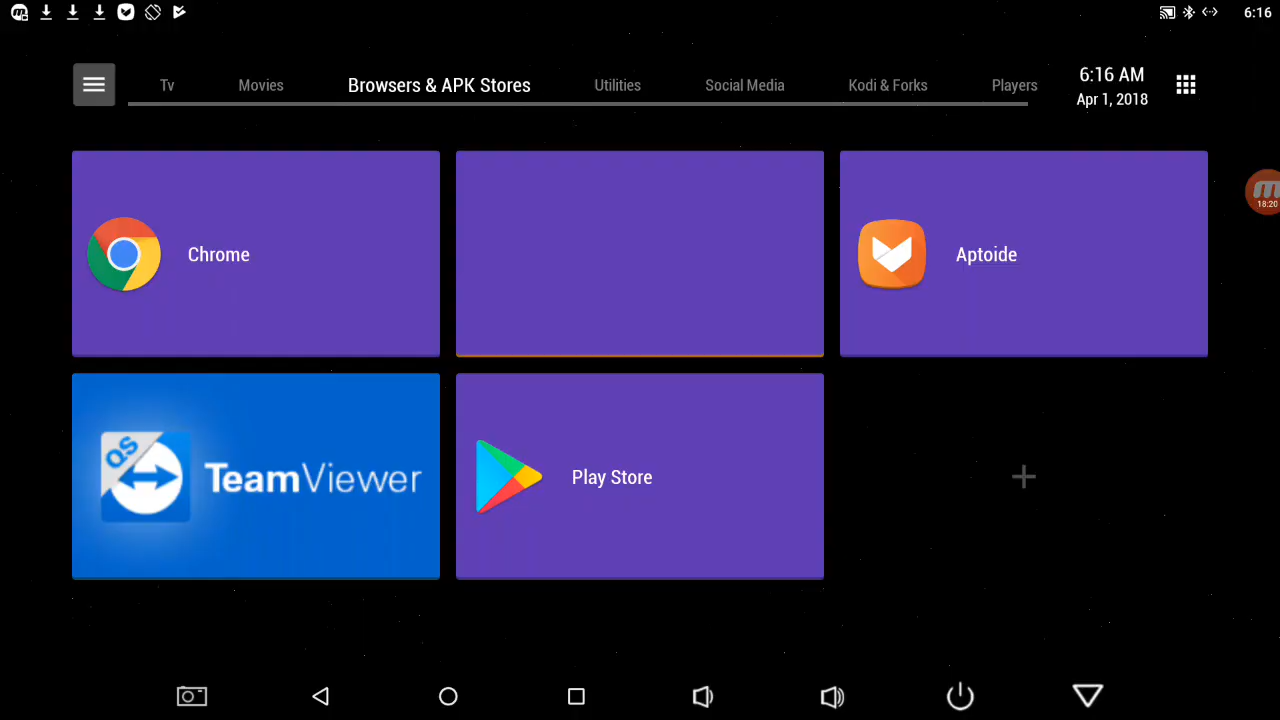 6:16
Tv
Movies
Browsers & APK Stores
Utilities
Social Media
Kodi & Forks
Players
6:16 AM
Apr 1, 2018
Chrome
Aptoide
18:20
QS
TeamViewer
Play Store